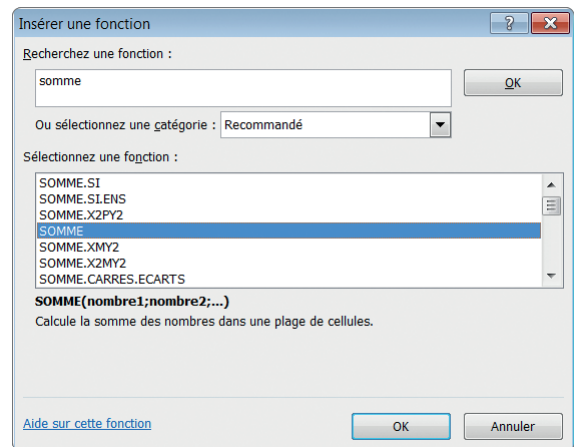 Insérer une fonction
Recherchez une fonction :
somme
OK
Ou sélectionnez une catégorie : Recommandé
Sélectionnez une fonction :
SOMME.SI
SOMME.SI.ENS
SOMME.X2PY2
SOMME
SOMME.XMY2
SOMME.X2MY2
SOMME.CARRES.ECARTS
SOMME(nombre1;nombre2;...)
Calcule la somme des nombres dans une plage de cellules.
Aide sur cette fonction
OK
Annuler